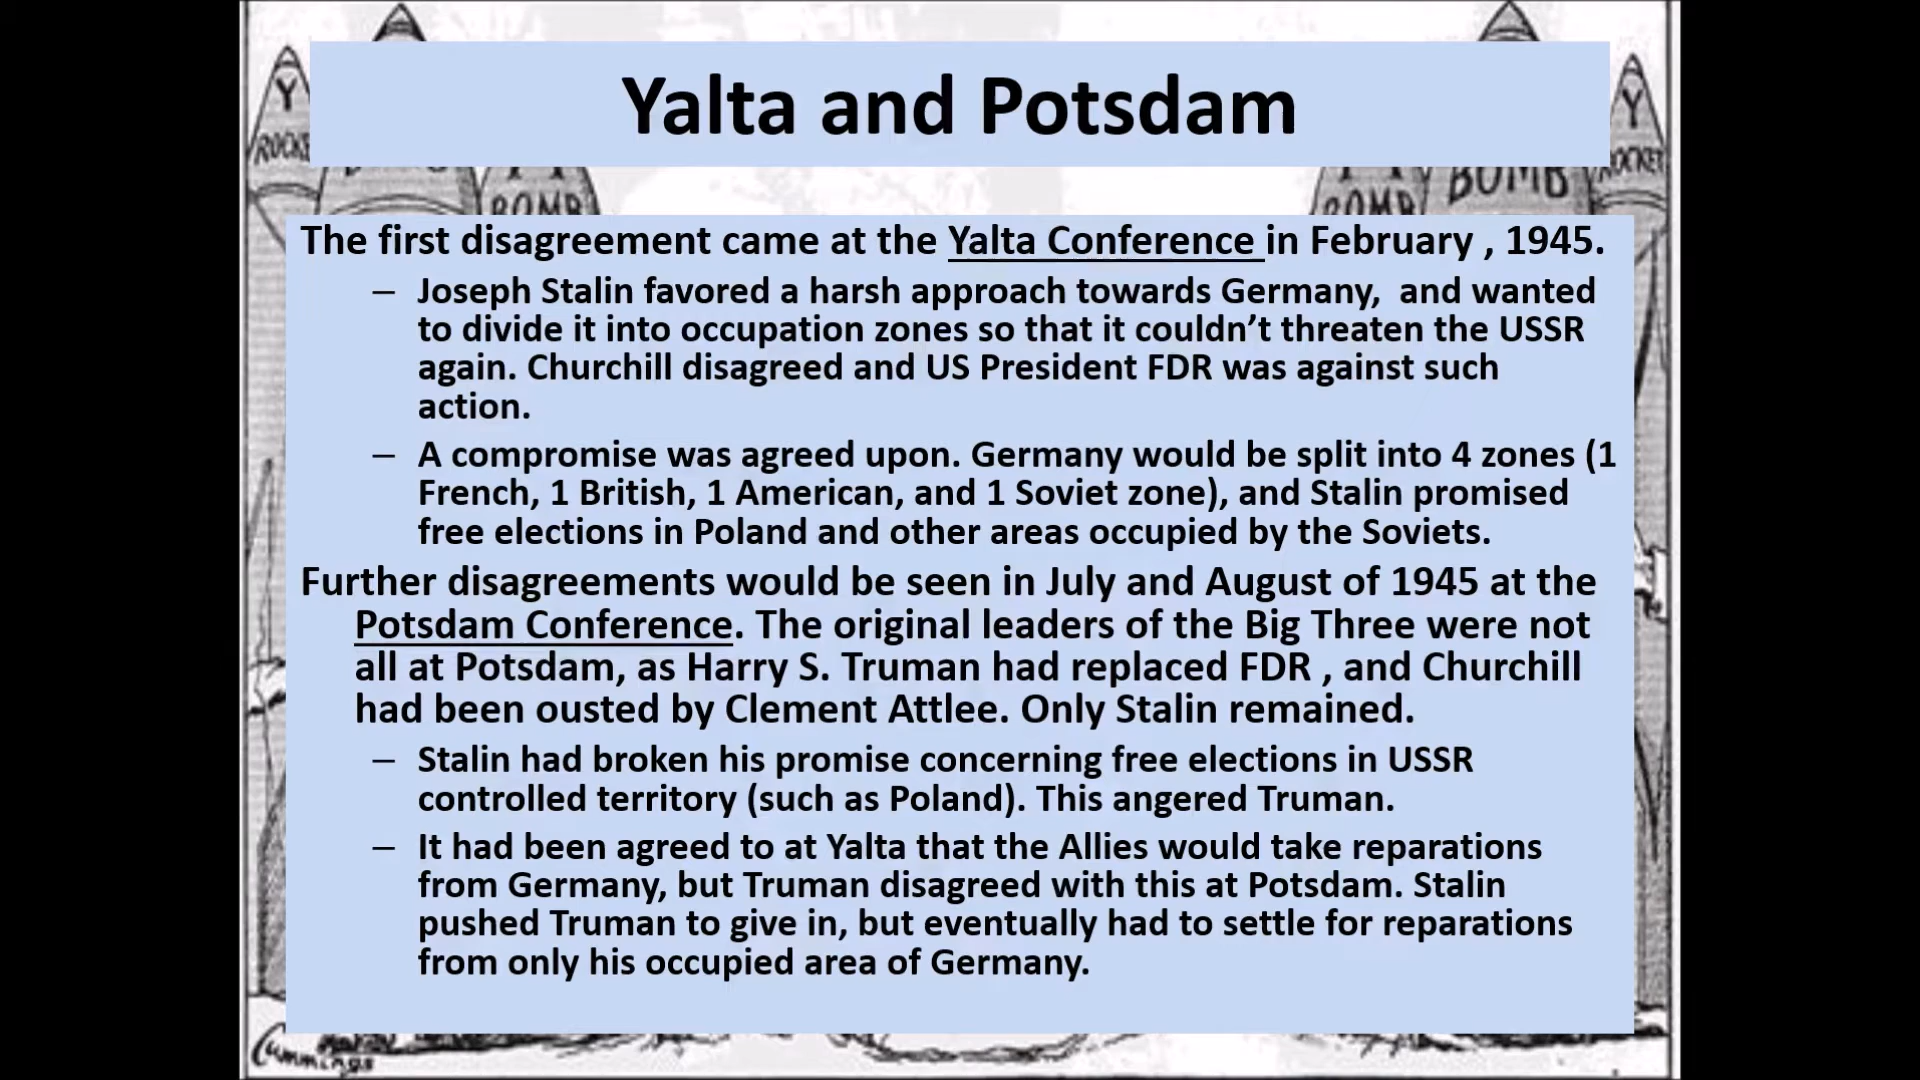 Yalta and Potsdam
Y
ROCKE
BOMB
Y
ROCKET
BOMB
BOMB
The first disagreement came at the Yalta Conference in February , 1945.
– Joseph Stalin favored a harsh approach towards Germany,  and wanted
to divide it into occupation zones so that it couldn’t threaten the USSR
again. Churchill disagreed and US President FDR was against such
action.
– A compromise was agreed upon. Germany would be split into 4 zones (1
French, 1 British, 1 American, and 1 Soviet zone), and Stalin promised
free elections in Poland and other areas occupied by the Soviets.
Further disagreements would be seen in July and August of 1945 at the
Potsdam Conference. The original leaders of the Big Three were not
all at Potsdam, as Harry S. Truman had replaced FDR , and Churchill
had been ousted by Clement Attlee. Only Stalin remained.
– Stalin had broken his promise concerning free elections in USSR
controlled territory (such as Poland). This angered Truman.
– It had been agreed to at Yalta that the Allies would take reparations
from Germany, but Truman disagreed with this at Potsdam. Stalin
pushed Truman to give in, but eventually had to settle for reparations
from only his occupied area of Germany.
Cummings